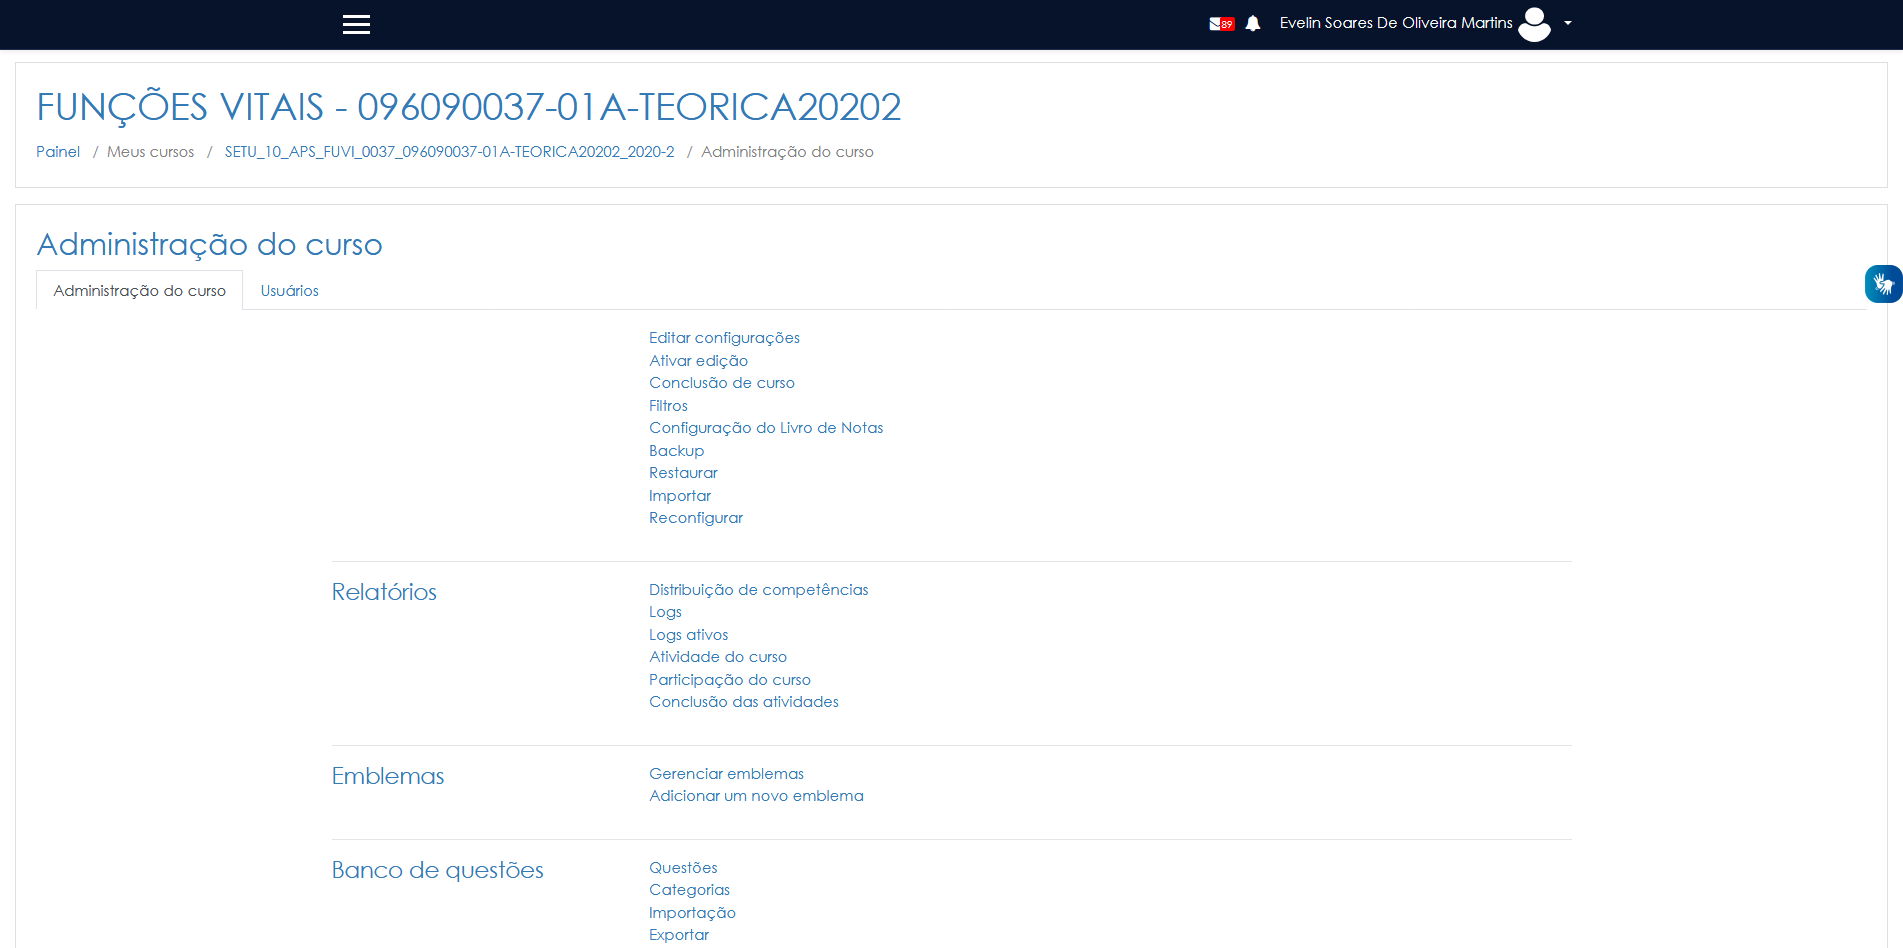 89 Evelin Soares De Oliveira Martins
FUNÇÕES VITAIS - 096090037-01A-TEORICA20202
Painel / Meus cursos / SETU_10_APS_FUVI_0037_096090037-01A-TEORICA20202_2020-2 / Administração do curso
Administração do curso
Administração do curso Usuários
Editar configurações
Ativar edição
Conclusão de curso
Filtros
Configuração do Livro de Notas
Backup
Restaurar
Importar
Reconfigurar
Relatórios
Distribuição de competências
Logs
Logs ativos
Atividade do curso
Participação do curso
Conclusão das atividades
Emblemas
Gerenciar emblemas
Adicionar um novo emblema
Banco de questões
Questões
Categorias
Importação
Exportar